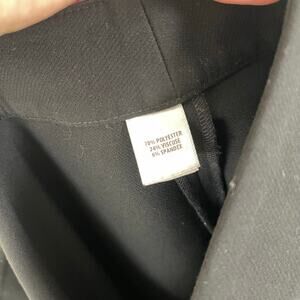 70% POLYESTER
24% VISCOSE
6% SPANDEX